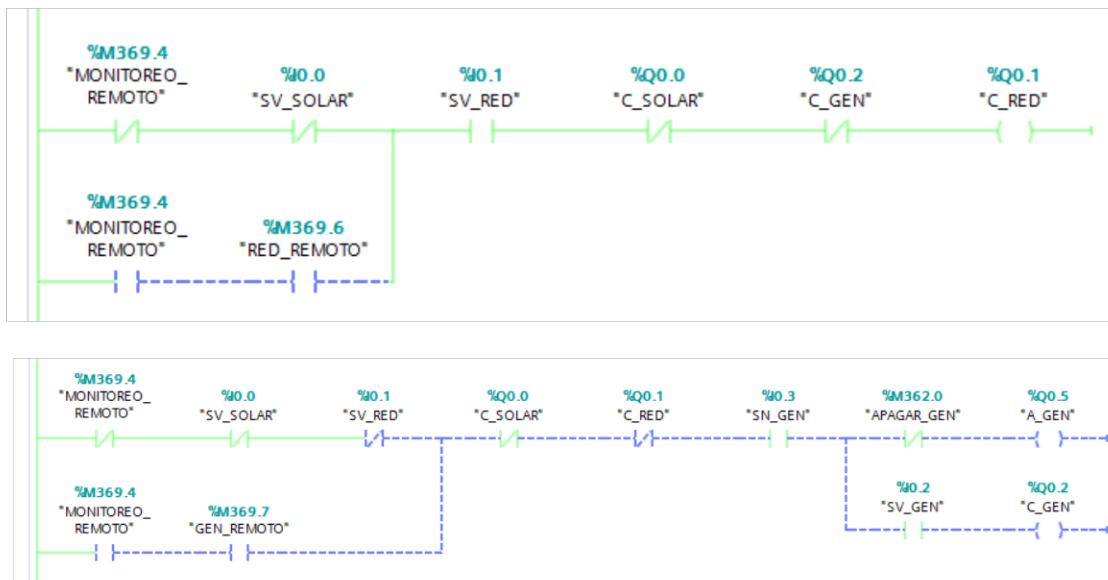 %M369.4
"MONITOREO_
REMOTO"
%I0.0
"SV_SOLAR"
%I0.1
"SV_RED"
%Q0.0
"C_SOLAR"
%Q0.2
"C_GEN"
%Q0.1
"C_RED"
%M369.4
"MONITOREO_
REMOTO"
%M369.6
"RED_REMOTO"
%M369.4
"MONITOREO_
REMOTO"
%I0.0
"SV_SOLAR"
%I0.1
"SV_RED"
%Q0.0
"C_SOLAR"
%Q0.1
"C_RED"
%I0.3
"SN_GEN"
%M362.0
"APAGAR_GEN"
%Q0.5
"A_GEN"
%I0.2
"SV_GEN"
%Q0.2
"C_GEN"
%M369.4
"MONITOREO_
REMOTO"
%M369.7
"GEN_REMOTO"